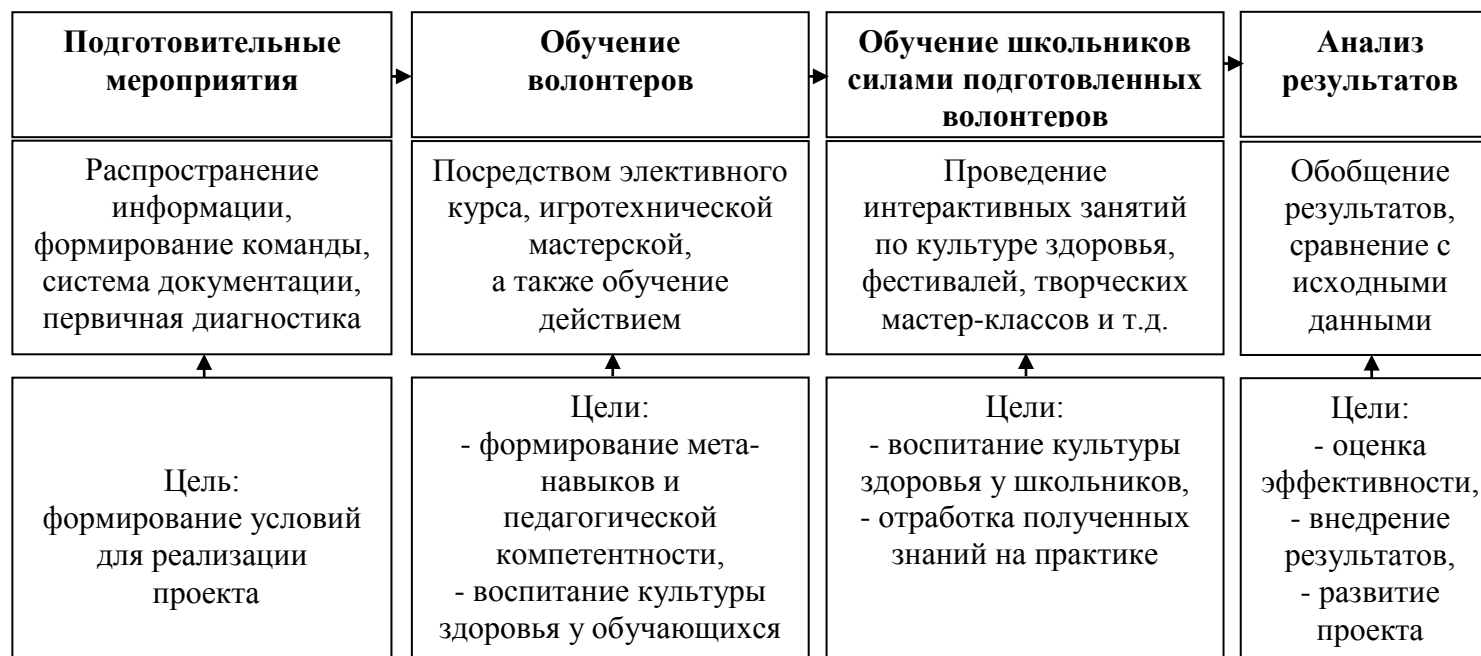 Подготовительные
мероприятия
Обучение
волонтеров
Обучение школьников
силами подготовленных
волонтеров
Анализ
результатов
Распространение
информации,
формирование команды,
система документации,
первичная диагностика
Посредством элективного
курса, игротехнической
мастерской,
а также обучение
действием
Проведение
интерактивных занятий
по культуре здоровья,
фестивалей, творческих
мастер-классов и т.д.
Обобщение
результатов,
сравнение с
исходными
данными
Цель:
формирование условий
для реализации
проекта
Цели:
- формирование мета-
навыков и
педагогической
компетентности,
- воспитание культуры
здоровья у обучающихся
Цели:
- воспитание культуры
здоровья у школьников,
- отработка полученных
знаний на практике
Цели:
- оценка
эффективности,
- внедрение
результатов,
- развитие
проекта